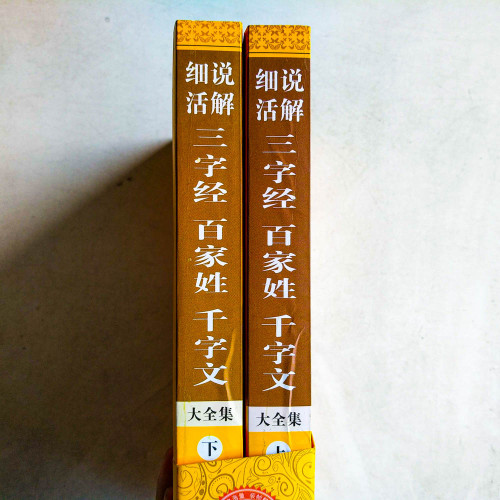 细说
活解
三字经 百家姓 千字文
大全集
下
细说
活解
三字经 百家姓 千字文
大全集
上